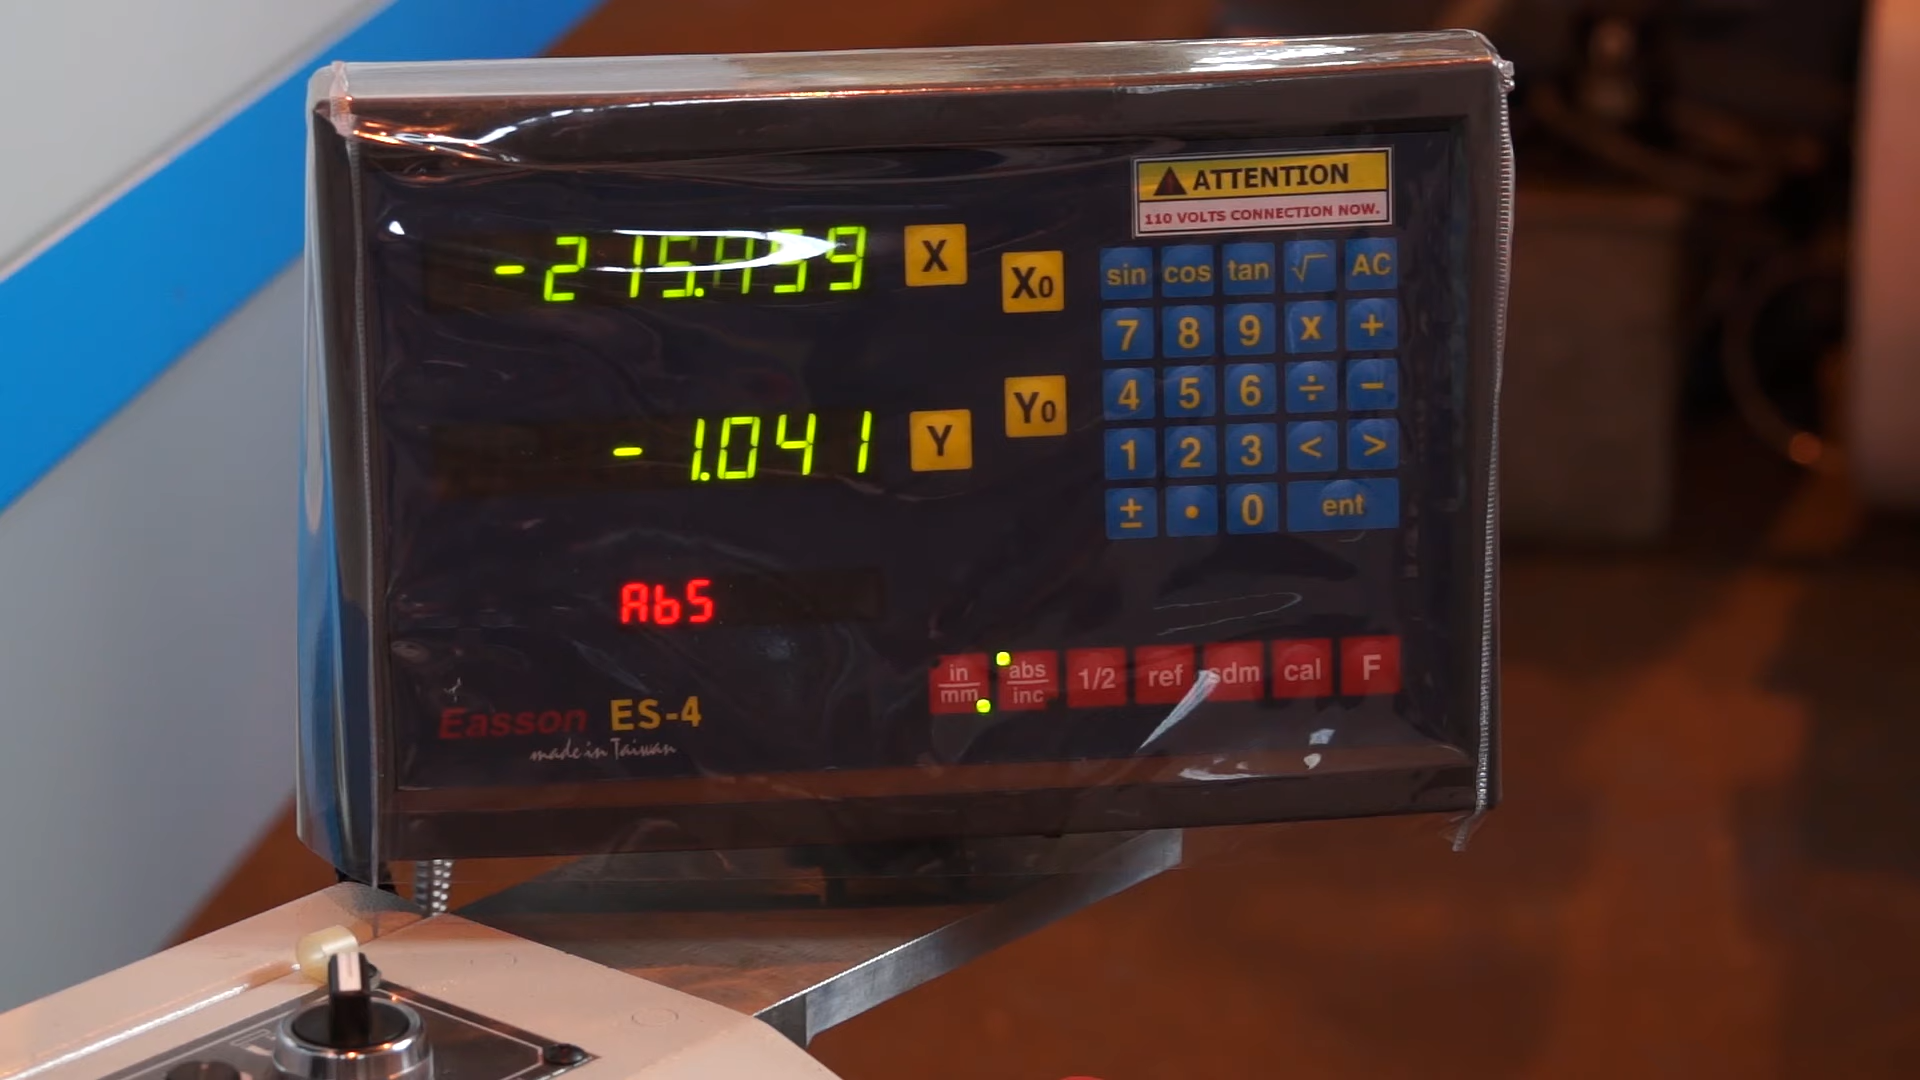 ATTENTION
110 VOLTS CONNECTION NOW.
X
X0
-1.041
Y
Y0
sin cos tan √ AC
7 8 9 x +
4 5 6 ÷ −
1 2 3 < >
± • 0 ent
AbS
in/mm abs/inc 1/2 ref sdm cal F
Easson ES-4
made in Taiwan